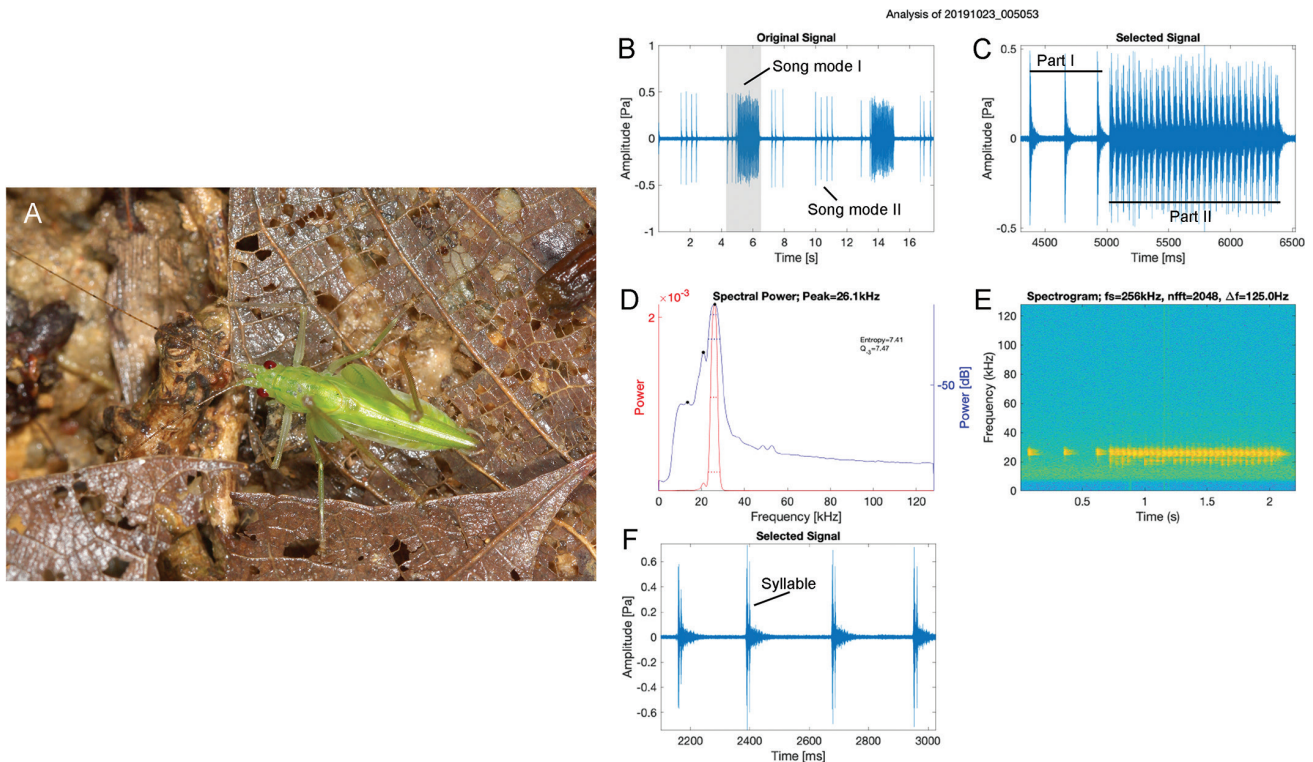 Analysis of 20191023_005053
A
B
Original Signal
Amplitude [Pa]
1
0.5
0
-0.5
-1
Song mode I
Song mode II
2 4 6 8 10 12 14 16
Time [s]
C
Selected Signal
Amplitude [Pa]
0.5
0
-0.5
Part I
Part II
4500 5000 5500 6000 6500
Time [ms]
D
×10-3
Spectral Power; Peak=26.1kHz
Power
2
Entropy=7.41
Q-3=7.47
-50
Power [dB]
0 20 40 60 80 100 120
Frequency [kHz]
E
Spectrogram; fs=256kHz, nfft=2048, Δf=125.0Hz
Frequency (kHz)
120
100
80
60
40
20
0
0.5 1 1.5 2
Time (s)
F
Selected Signal
Amplitude [Pa]
0.6
0.4
0.2
0
-0.2
-0.4
-0.6
Syllable
2200 2400 2600 2800 3000
Time [ms]